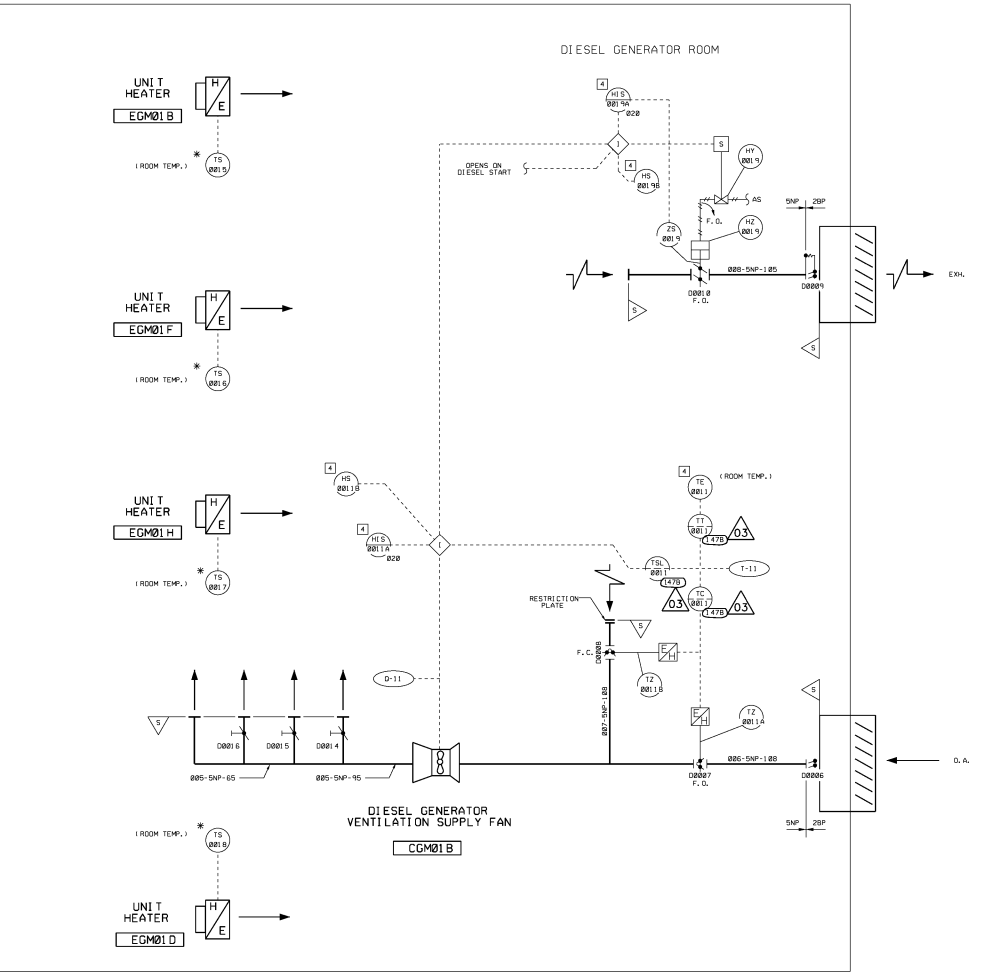 DIESEL GENERATOR ROOM
UNIT
HEATER
EGM01B
H
E
* 
(ROOM TEMP.)
TS
0015
4
HIS
0019A
020
I
S
HY
0019
OPENS ON
DIESEL START
4
HS
0019B
AS
F.O.
ZS
0019
HZ
0019
5NP
2BP
008-5NP-105
D0010
F.O.
D0009
EXH.
S
S
UNIT
HEATER
EGM01F
H
E
*
(ROOM TEMP.)
TS
0016
UNIT
HEATER
EGM01H
H
E
*
(ROOM TEMP.)
TS
0017
4
HS
0011B
4
HIS
0011A
020
I
4
TE
0011
(ROOM TEMP.)
TT
0011
147B
03
TSL
0011
147B
03
T-11
TC
0011
147B
03
RESTRICTION
PLATE
S
F.C.
D0008
E
H
TZ
0011B
007-5NP-108
Q-11
S
D0016
D0015
D0014
005-5NP-65
005-5NP-95
E
H
TZ
0011A
D0007
F.O.
006-5NP-108
D0006
S
O.A.
5NP
2BP
DIESEL GENERATOR
VENTILATION SUPPLY FAN
CGM01B
*
(ROOM TEMP.)
TS
0018
UNIT
HEATER
EGM01D
H
E